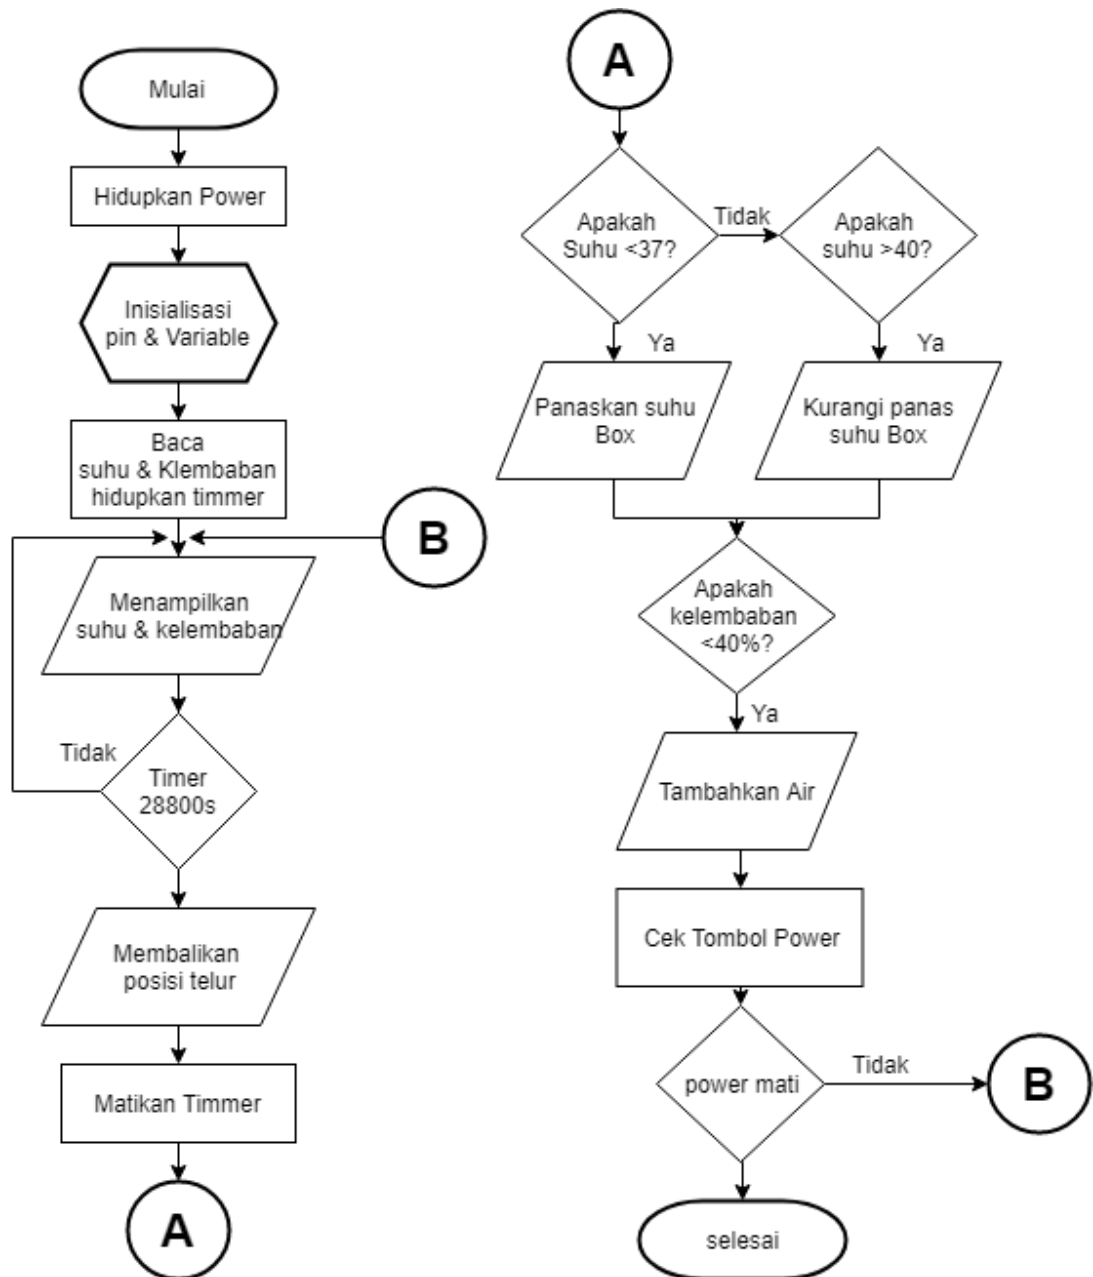 Mulai
Hidupkan Power
Inisialisasi
pin & Variable
Baca
suhu & Klembaban
hidupkan timmer
B
Menampilkan
suhu & kelembaban
Tidak
Timer
28800s
Membalikan
posisi telur
Matikan Timmer
A
A
Apakah
Suhu <37?
Tidak
Apakah
suhu >40?
Ya
Ya
Panaskan suhu
Box
Kurangi panas
suhu Box
Apakah
kelembaban
<40%?
Ya
Tambahkan Air
Cek Tombol Power
power mati
Tidak
B
selesai